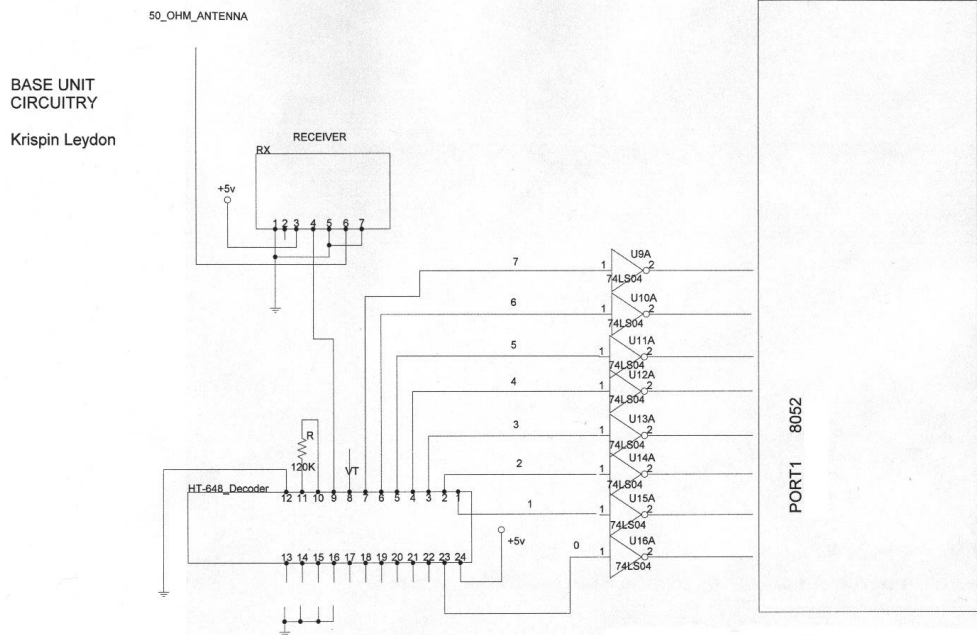 50_OHM_ANTENNA
BASE UNIT
CIRCUITRY
Krispin Leydon
RECEIVER
RX
+5v
1 2 3 4 5 6 7
7
1 U9A 2
74LS04
6
1 U10A 2
74LS04
5
1 U11A 2
74LS04
4
1 U12A 2
74LS04
3
1 U13A 2
74LS04
2
1 U14A 2
74LS04
1
1 U15A 2
74LS04
0
1 U16A 2
74LS04
R
120K
VT
HT-648_Decoder
12 11 10 9 8 7 6 5 4 3 2 1
+5v
13 14 15 16 17 18 19 20 21 22 23 24
PORT1 8052